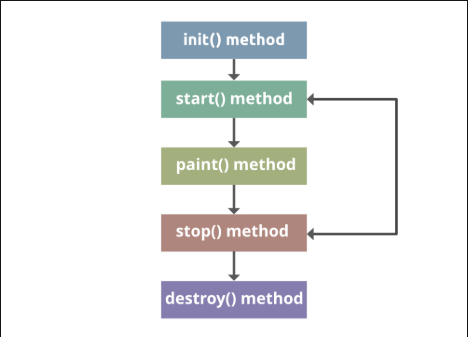 init() method
start() method
paint() method
stop() method
destroy() method